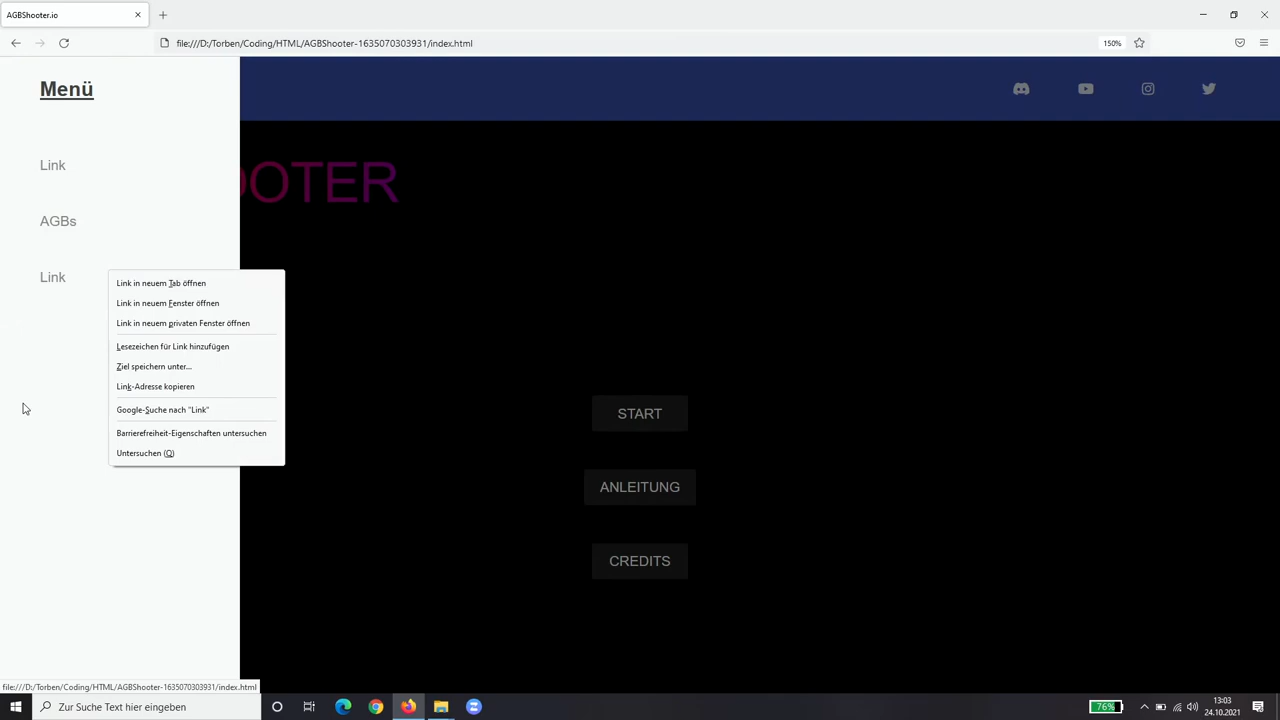 AGBShooter.io
file:///D:/Torben/Coding/HTML/AGBShooter-1635070303931/index.html
150%
Menü
OOTER
Link
AGBs
Link
Link in neuem Tab öffnen
Link in neuem Fenster öffnen
Link in neuem privaten Fenster öffnen
Lesezeichen für Link hinzufügen
Ziel speichern unter...
Link-Adresse kopieren
Google-Suche nach "Link"
Barrierefreiheit-Eigenschaften untersuchen
Untersuchen (Q)
START
ANLEITUNG
CREDITS
file:///D:/Torben/Coding/HTML/AGBShooter-1635070303931/index.html
Zur Suche Text hier eingeben
76%
13:03
24.10.2021